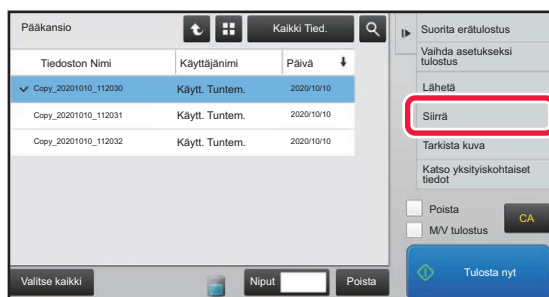 Pääkansio
Kaikki Tied.
Tiedoston Nimi
Käyttäjänimi
Päivä
Copy_20201010_112030
Käytt. Tuntem.
2020/10/10
Copy_20201010_112031
Käytt. Tuntem.
2020/10/10
Copy_20201010_112032
Käytt. Tuntem.
2020/10/10
Valitse kaikki
Niput
Poista
Suorita erätulostus
Vaihda asetukseksi
tulostus
Lähetä
Siirrä
Tarkista kuva
Katso yksityiskohtaiset
tiedot
Poista
M/V tulostus
CA
Tulosta nyt